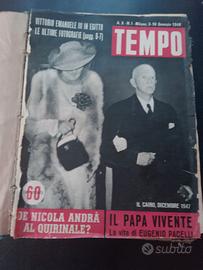 VITTORIO EMANUELE III IN EGITTO
LE ULTIME FOTOGRAFIE (pagg. 5-7)
A. X - N. 1 - Milano, 3-10 Gennaio 1948
TEMPO
60
IL CAIRO, DICEMBRE 1947
DE NICOLA ANDRÀ
AL QUIRINALE?
IL PAPA VIVENTE
La vita di EUGENIO PACELLI
subito